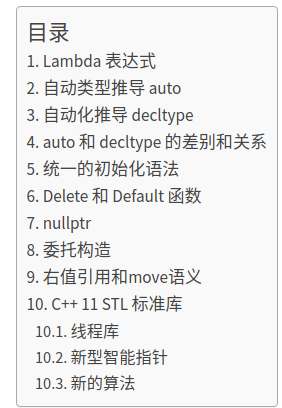 目录
1. Lambda 表达式
2. 自动类型推导 auto
3. 自动化推导 decltype
4. auto 和 decltype 的差别和关系
5. 统一的初始化语法
6. Delete 和 Default 函数
7. nullptr
8. 委托构造
9. 右值引用和move语义
10. C++ 11 STL 标准库
10.1. 线程库
10.2. 新型智能指针
10.3. 新的算法